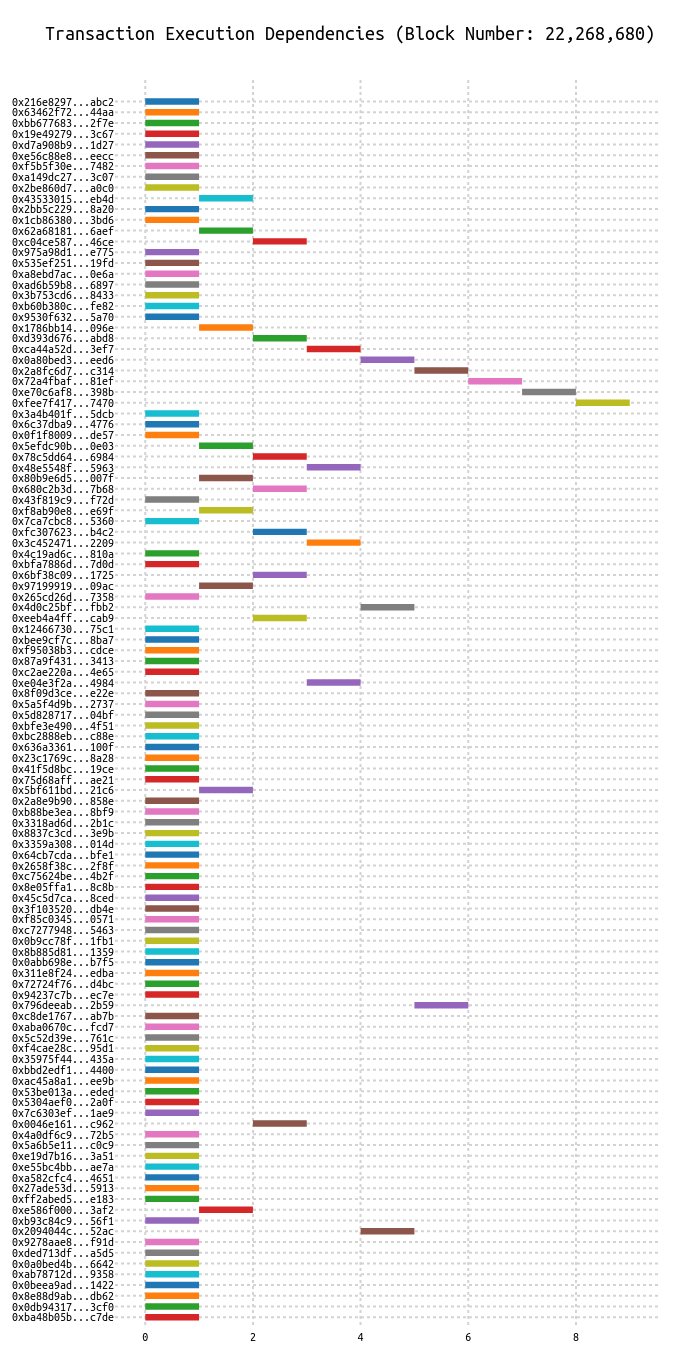 Transaction Execution Dependencies (Block Number: 22,268,680)
0x216e8297...abc2
0x63462f72...44aa
0xbb677683...2f7e
0x19e49279...3c67
0xd7a908b9...1d27
0xe56c88e8...eecc
0xf5b5f30e...7482
0xa149dc27...3c07
0x2be860d7...a0c0
0x43533015...eb4d
0x2bb5c229...8a20
0x1cb86380...3bd6
0x62a68181...6aef
0xc04ce587...46ce
0x975a98d1...e775
0x535ef251...19fd
0xa8ebd7ac...0e6a
0xad6b59b8...6897
0x3b753cd6...8433
0xb60b380c...fe82
0x9530f632...5a70
0x1786bb14...096e
0xd393d676...abd8
0xca44a52d...3ef7
0x0a80bed3...eed6
0x2a8fc6d7...c314
0x72a4fbaf...81ef
0xe70c6af8...398b
0xfee7f417...7470
0x3a4b401f...5dcb
0x6c37dba9...4776
0x0f1f8009...de57
0x5efdc90b...0e03
0x78c5dd64...6984
0x48e5548f...5963
0x80b9e6d5...007f
0x680c2b3d...7b68
0x43f819c9...f72d
0xf8ab90e8...e69f
0x7ca7cbc8...5360
0xfc307623...b4c2
0x3c452471...2209
0x4c19ad6c...810a
0xbfa7886d...7d0d
0x6bf38c09...1725
0x97199919...09ac
0x265cd26d...7358
0x4d0c25bf...fbb2
0xeeb4a4ff...cab9
0x12466730...75c1
0xbee9cf7c...8ba7
0xf95038b3...cdce
0x87a9f431...3413
0xc2ae220a...4e65
0xe04e3f2a...4984
0x8f09d3ce...e22e
0x5a5f4d9b...2737
0x5d828717...04bf
0xbfe3e490...4f51
0xbc2888eb...c88e
0x636a3361...100f
0x23c1769c...8a28
0x41f5d8bc...19ce
0x75d68aff...ae21
0x5bf611bd...21c6
0x2a8e9b90...858e
0xb88be3ea...8bf9
0x3318ad6d...2b1c
0x8837c3cd...3e9b
0x3359a308...014d
0x64cb7cda...bfe1
0x2658f38c...2f8f
0xc75624be...4b2f
0x8e05ffa1...8c8b
0x45c5d7ca...8ced
0x3f103520...db4e
0xf85c0345...0571
0xc7277948...5463
0x0b9cc78f...1fb1
0x8b885d81...1359
0x0abb698e...b7f5
0x311e8f24...edba
0x72724f76...d4bc
0x94237c7b...ec7e
0x796deeab...2b59
0xc8de1767...ab7b
0xaba0670c...fcd7
0x5c52d39e...761c
0xf4cae28c...95d1
0x35975f44...435a
0xbbd2edf1...4400
0xac45a8a1...ee9b
0x53be013a...eded
0x5304aef0...2a0f
0x7c6303ef...1ae9
0x0046e161...c962
0x4a0df6c9...72b5
0x5a6b5e11...c0c9
0xe19d7b16...3a51
0xe55bc4bb...ae7a
0xa582cfc4...4651
0x27ade53d...5913
0xff2abed5...e183
0xe586f000...3af2
0xb93c84c9...56f1
0x2094044c...52ac
0x9278aae8...f91d
0xded713df...a5d5
0x0a0bed4b...6642
0xab78712d...9358
0x0beea9ad...1422
0x8e88d9ab...db62
0x0db94317...3cf0
0xba48b05b...c7de
0 2 4 6 8